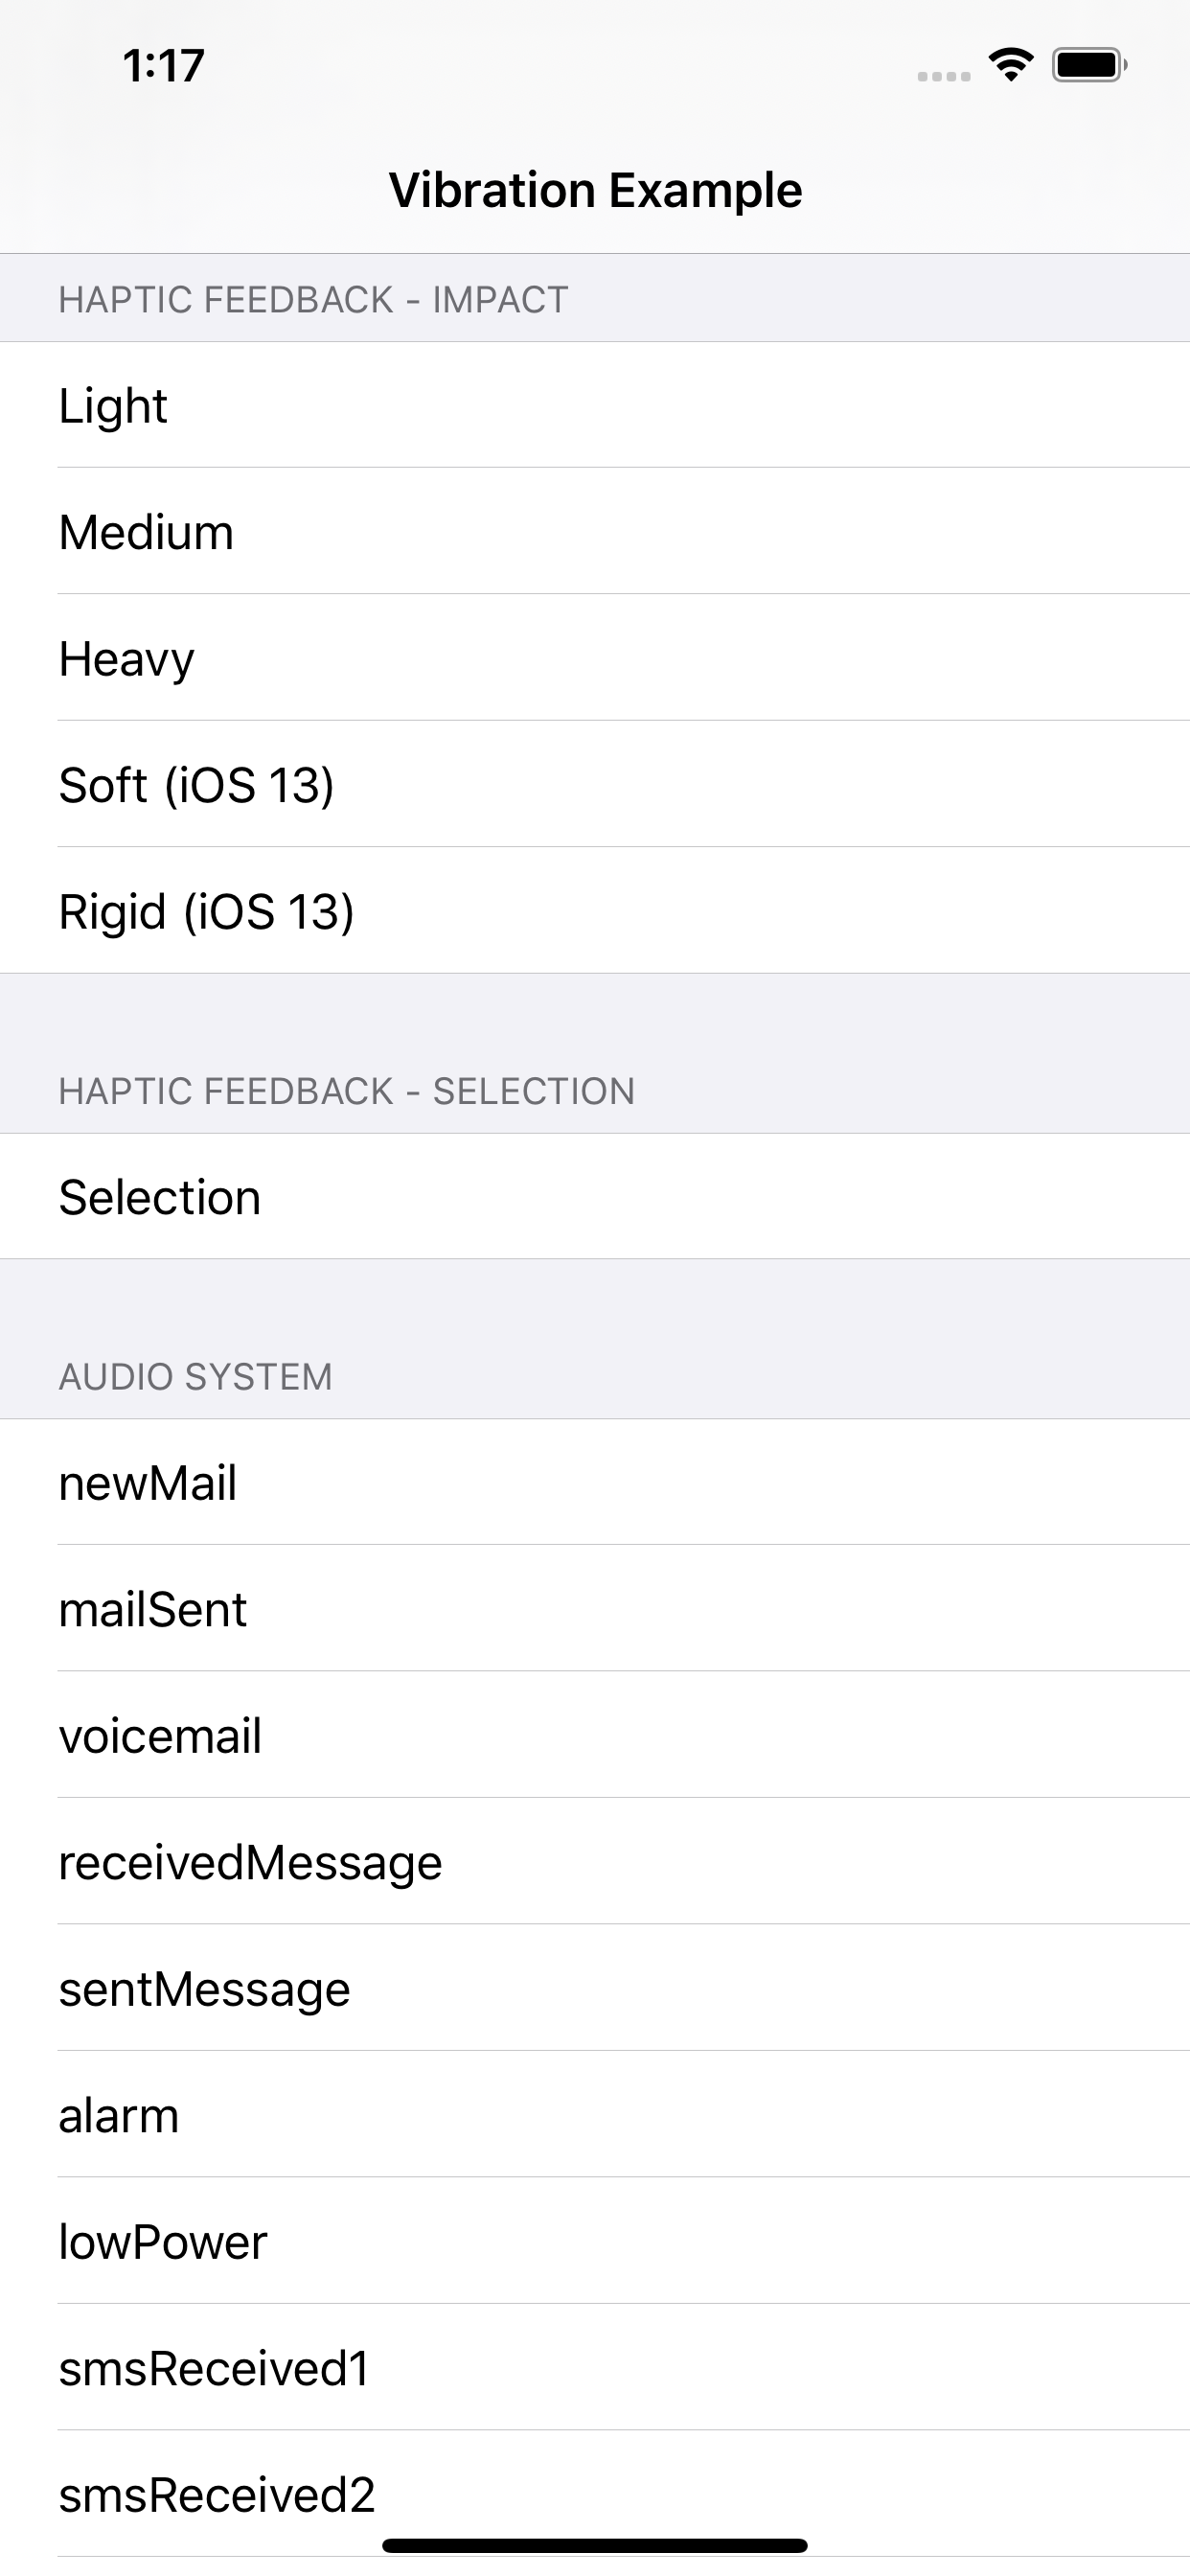 1:17
Vibration Example
HAPTIC FEEDBACK - IMPACT
Light
Medium
Heavy
Soft (iOS 13)
Rigid (iOS 13)
HAPTIC FEEDBACK - SELECTION
Selection
AUDIO SYSTEM
newMail
mailSent
voicemail
receivedMessage
sentMessage
alarm
lowPower
smsReceived1
smsReceived2